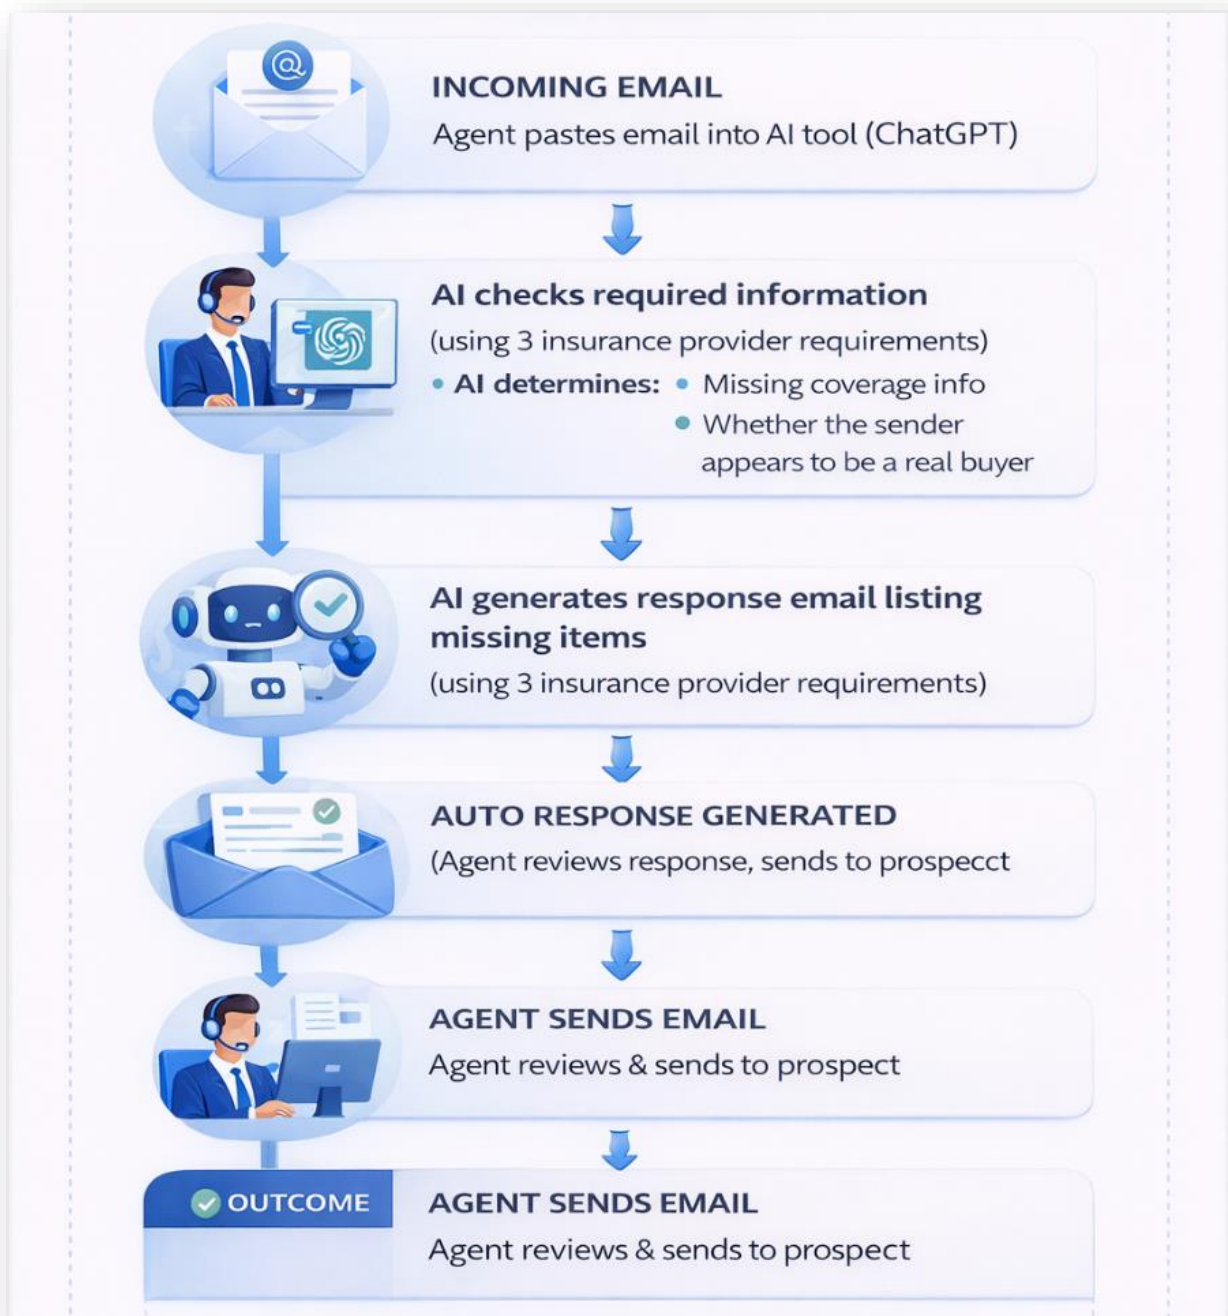 INCOMING EMAIL
Agent pastes email into AI tool (ChatGPT)
AI checks required information
(using 3 insurance provider requirements)
• AI determines: • Missing coverage info
• Whether the sender
appears to be a real buyer
AI generates response email listing
missing items
(using 3 insurance provider requirements)
AUTO RESPONSE GENERATED
(Agent reviews response, sends to prospecct
AGENT SENDS EMAIL
Agent reviews & sends to prospect
OUTCOME
AGENT SENDS EMAIL
Agent reviews & sends to prospect